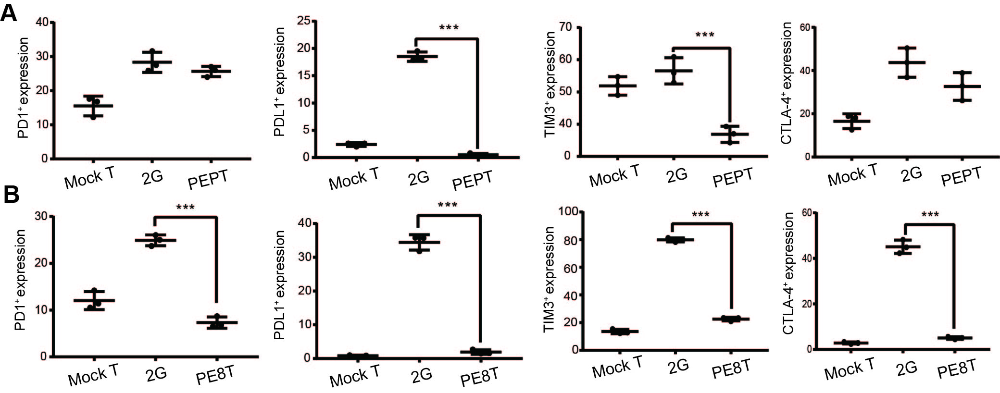 A
PD1+ expression
40
30
20
10
0
Mock T
2G
PEPT
PDL1+ expression
25
20
15
10
5
0
***
Mock T
2G
PEPT
TIM3+ expression
70
60
50
40
0
***
Mock T
2G
PEPT
CTLA-4+ expression
60
40
20
0
Mock T
2G
PEPT
B
PD1+ expression
30
20
10
0
***
Mock T
2G
PE8T
PDL1+ expression
40
30
20
10
0
***
Mock T
2G
PE8T
TIM3+ expression
100
80
60
40
20
0
***
Mock T
2G
PE8T
CTLA-4+ expression
60
40
20
0
***
Mock T
2G
PE8T